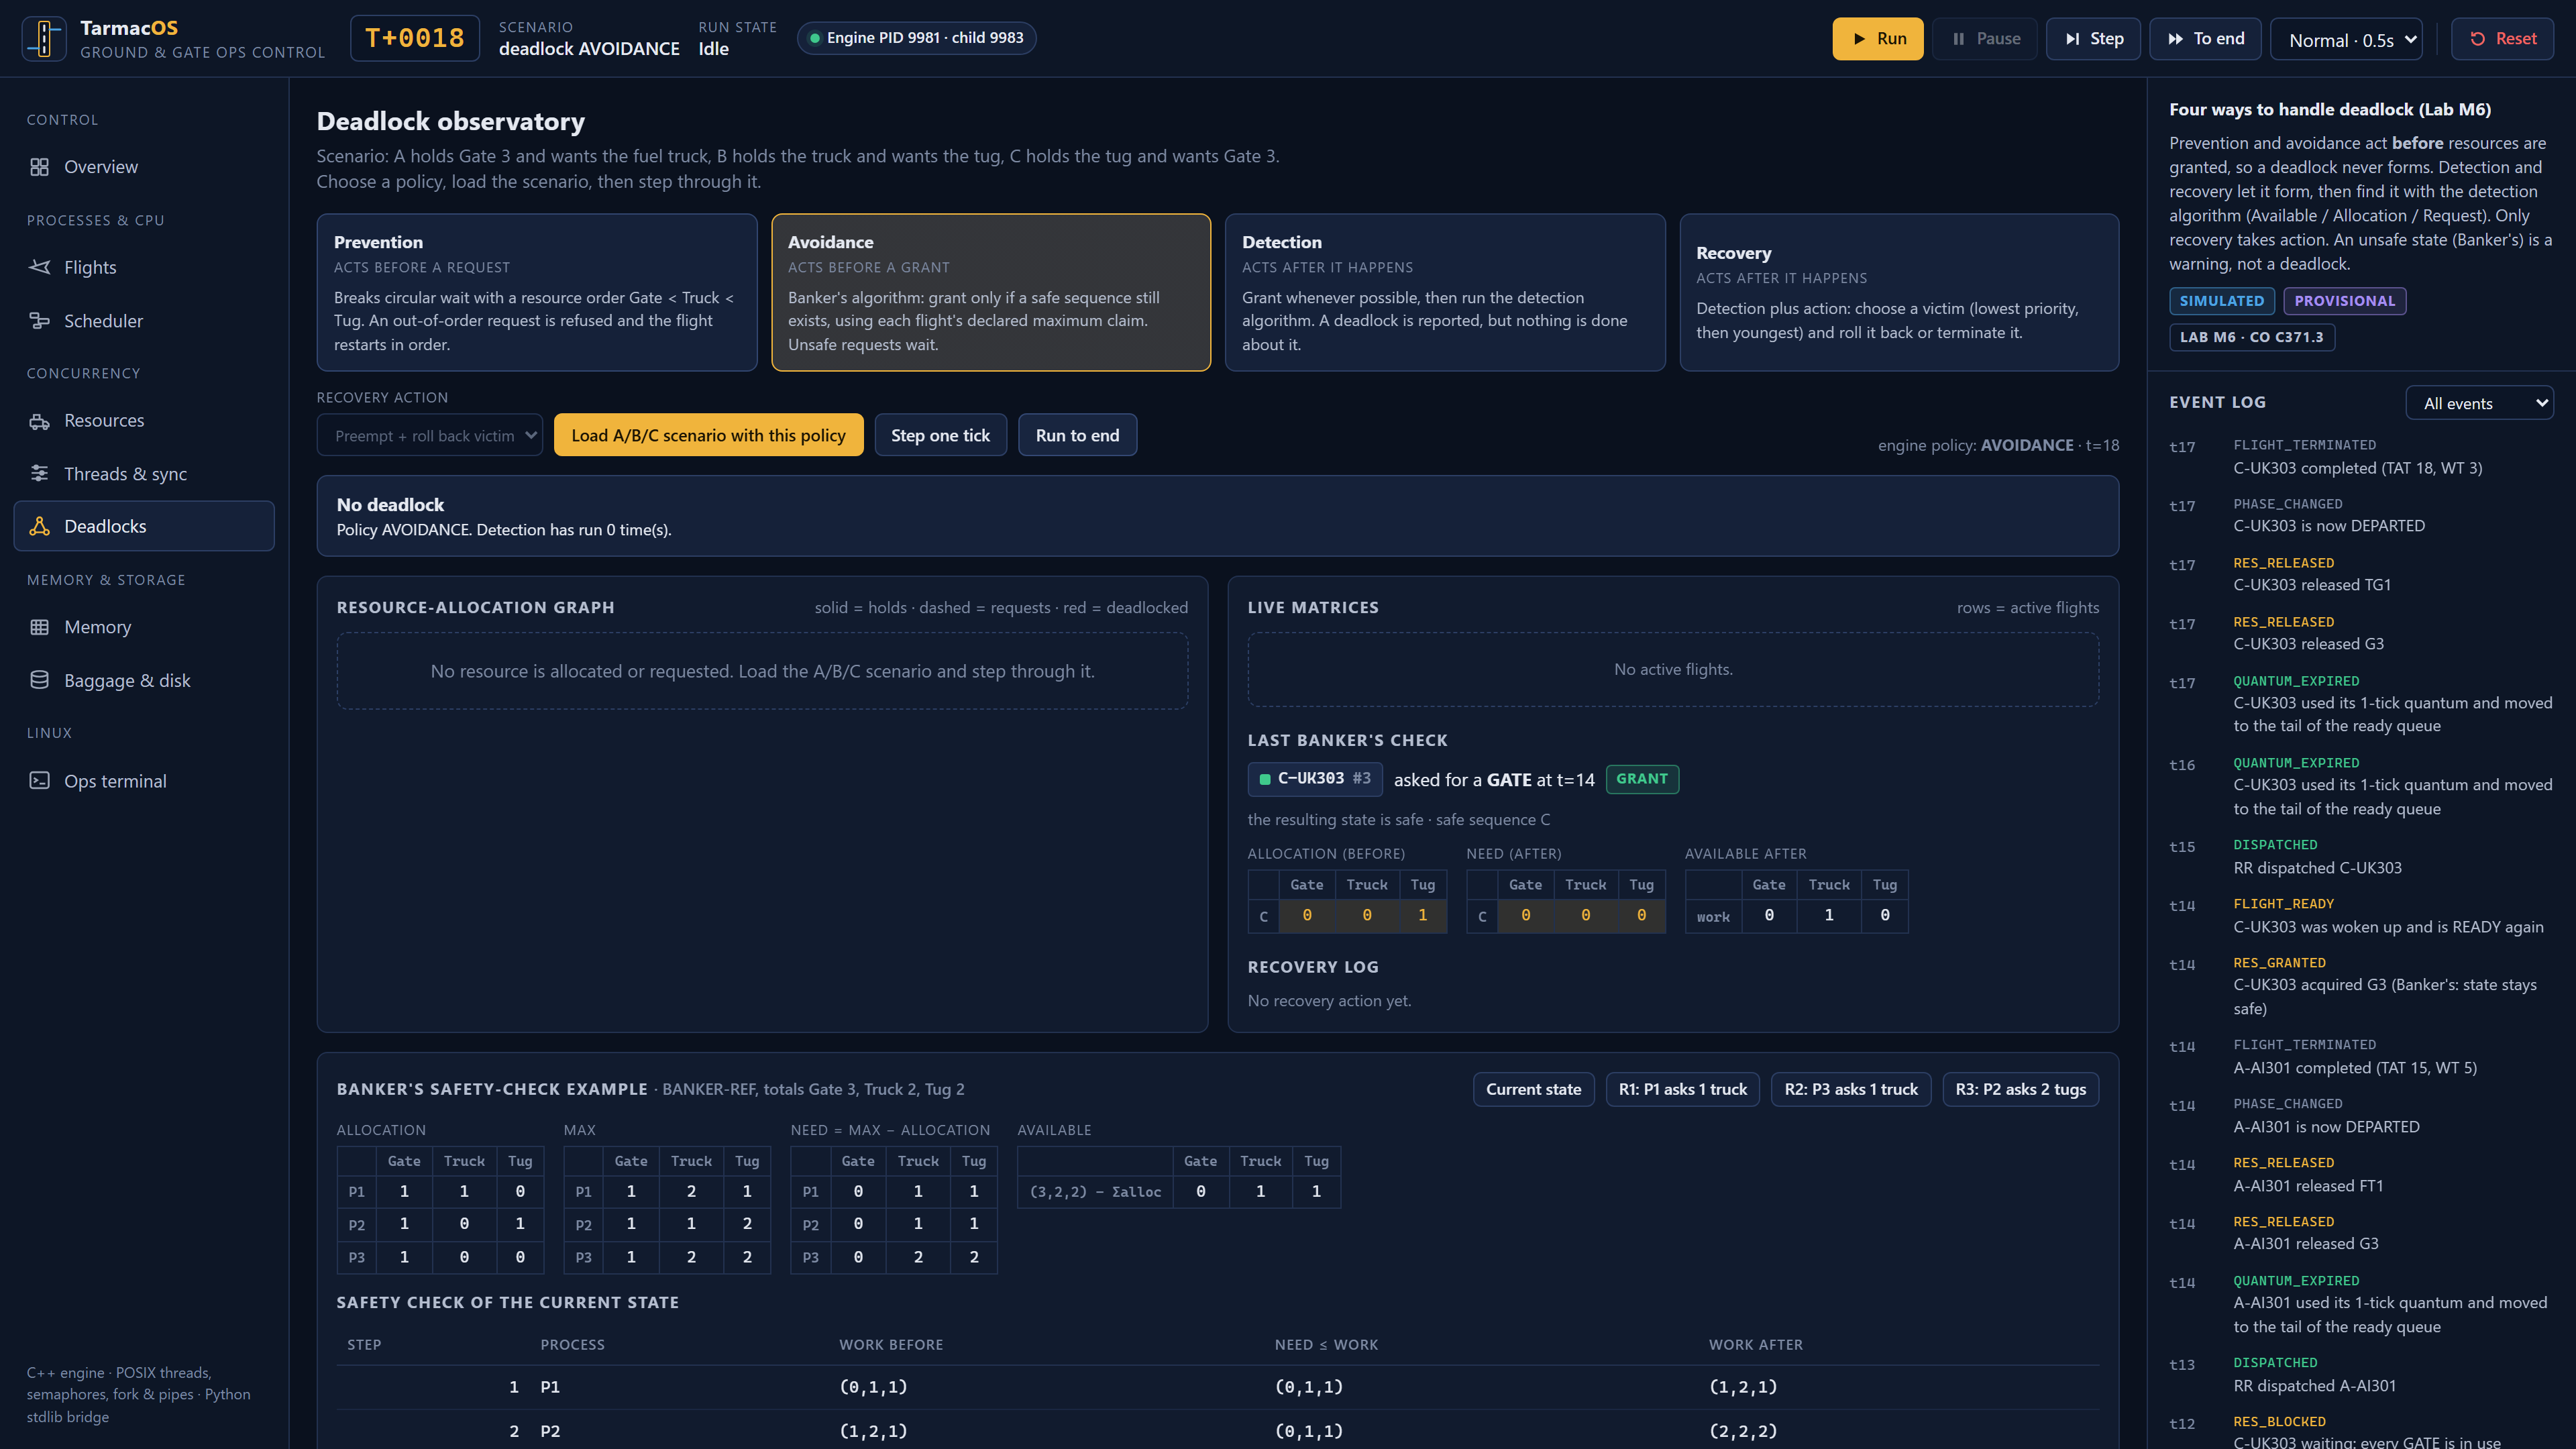 TarmacOS
GROUND & GATE OPS CONTROL
T+0018
SCENARIO
deadlock AVOIDANCE
RUN STATE
Idle
Engine PID 9981 · child 9983
Run
Pause
Step
To end
Normal · 0.5s
Reset
CONTROL
Overview
PROCESSES & CPU
Flights
Scheduler
CONCURRENCY
Resources
Threads & sync
Deadlocks
MEMORY & STORAGE
Memory
Baggage & disk
LINUX
Ops terminal
C++ engine · POSIX threads,
semaphores, fork & pipes · Python
stdlib bridge
Deadlock observatory
Scenario: A holds Gate 3 and wants the fuel truck, B holds the truck and wants the tug, C holds the tug and wants Gate 3.
Choose a policy, load the scenario, then step through it.
Prevention
ACTS BEFORE A REQUEST
Breaks circular wait with a resource order Gate < Truck <
Tug. An out-of-order request is refused and the flight
restarts in order.
Avoidance
ACTS BEFORE A GRANT
Banker's algorithm: grant only if a safe sequence still
exists, using each flight's declared maximum claim.
Unsafe requests wait.
Detection
ACTS AFTER IT HAPPENS
Grant whenever possible, then run the detection
algorithm. A deadlock is reported, but nothing is done
about it.
Recovery
ACTS AFTER IT HAPPENS
Detection plus action: choose a victim (lowest priority,
then youngest) and roll it back or terminate it.
RECOVERY ACTION
Preempt + roll back victim
Load A/B/C scenario with this policy
Step one tick
Run to end
engine policy: AVOIDANCE · t=18
No deadlock
Policy AVOIDANCE. Detection has run 0 time(s).
RESOURCE-ALLOCATION GRAPH
solid = holds · dashed = requests · red = deadlocked
No resource is allocated or requested. Load the A/B/C scenario and step through it.
LIVE MATRICES
rows = active flights
No active flights.
LAST BANKER'S CHECK
C-UK303 #3 asked for a GATE at t=14 GRANT
the resulting state is safe · safe sequence C
ALLOCATION (BEFORE)
Gate Truck Tug
C 0 0 1
NEED (AFTER)
Gate Truck Tug
C 0 0 0
AVAILABLE AFTER
Gate Truck Tug
work 0 1 0
RECOVERY LOG
No recovery action yet.
BANKER'S SAFETY-CHECK EXAMPLE · BANKER-REF, totals Gate 3, Truck 2, Tug 2
Current state
R1: P1 asks 1 truck
R2: P3 asks 1 truck
R3: P2 asks 2 tugs
ALLOCATION
Gate Truck Tug
P1 1 1 0
P2 1 0 1
P3 1 0 0
MAX
Gate Truck Tug
P1 1 2 1
P2 1 1 2
P3 1 2 2
NEED = MAX − ALLOCATION
Gate Truck Tug
P1 0 1 1
P2 0 1 1
P3 0 2 2
AVAILABLE
Gate Truck Tug
(3,2,2) − Σalloc 0 1 1
SAFETY CHECK OF THE CURRENT STATE
STEP PROCESS WORK BEFORE NEED ≤ WORK WORK AFTER
1 P1 (0,1,1) (0,1,1) (1,2,1)
2 P2 (1,2,1) (0,1,1) (2,2,2)
Four ways to handle deadlock (Lab M6)
Prevention and avoidance act before resources are
granted, so a deadlock never forms. Detection and
recovery let it form, then find it with the detection
algorithm (Available / Allocation / Request). Only
recovery takes action. An unsafe state (Banker's) is a
warning, not a deadlock.
SIMULATED
PROVISIONAL
LAB M6 · CO C371.3
EVENT LOG
All events
t17 FLIGHT_TERMINATED
C-UK303 completed (TAT 18, WT 3)
t17 PHASE_CHANGED
C-UK303 is now DEPARTED
t17 RES_RELEASED
C-UK303 released TG1
t17 RES_RELEASED
C-UK303 released G3
t17 QUANTUM_EXPIRED
C-UK303 used its 1-tick quantum and moved
to the tail of the ready queue
t16 QUANTUM_EXPIRED
C-UK303 used its 1-tick quantum and moved
to the tail of the ready queue
t15 DISPATCHED
RR dispatched C-UK303
t14 FLIGHT_READY
C-UK303 was woken up and is READY again
t14 RES_GRANTED
C-UK303 acquired G3 (Banker's: state stays
safe)
t14 FLIGHT_TERMINATED
A-AI301 completed (TAT 15, WT 5)
t14 PHASE_CHANGED
A-AI301 is now DEPARTED
t14 RES_RELEASED
A-AI301 released FT1
t14 RES_RELEASED
A-AI301 released G3
t14 QUANTUM_EXPIRED
A-AI301 used its 1-tick quantum and moved
to the tail of the ready queue
t13 DISPATCHED
RR dispatched A-AI301
t12 RES_BLOCKED
C-UK303 waiting: every GATE is in use